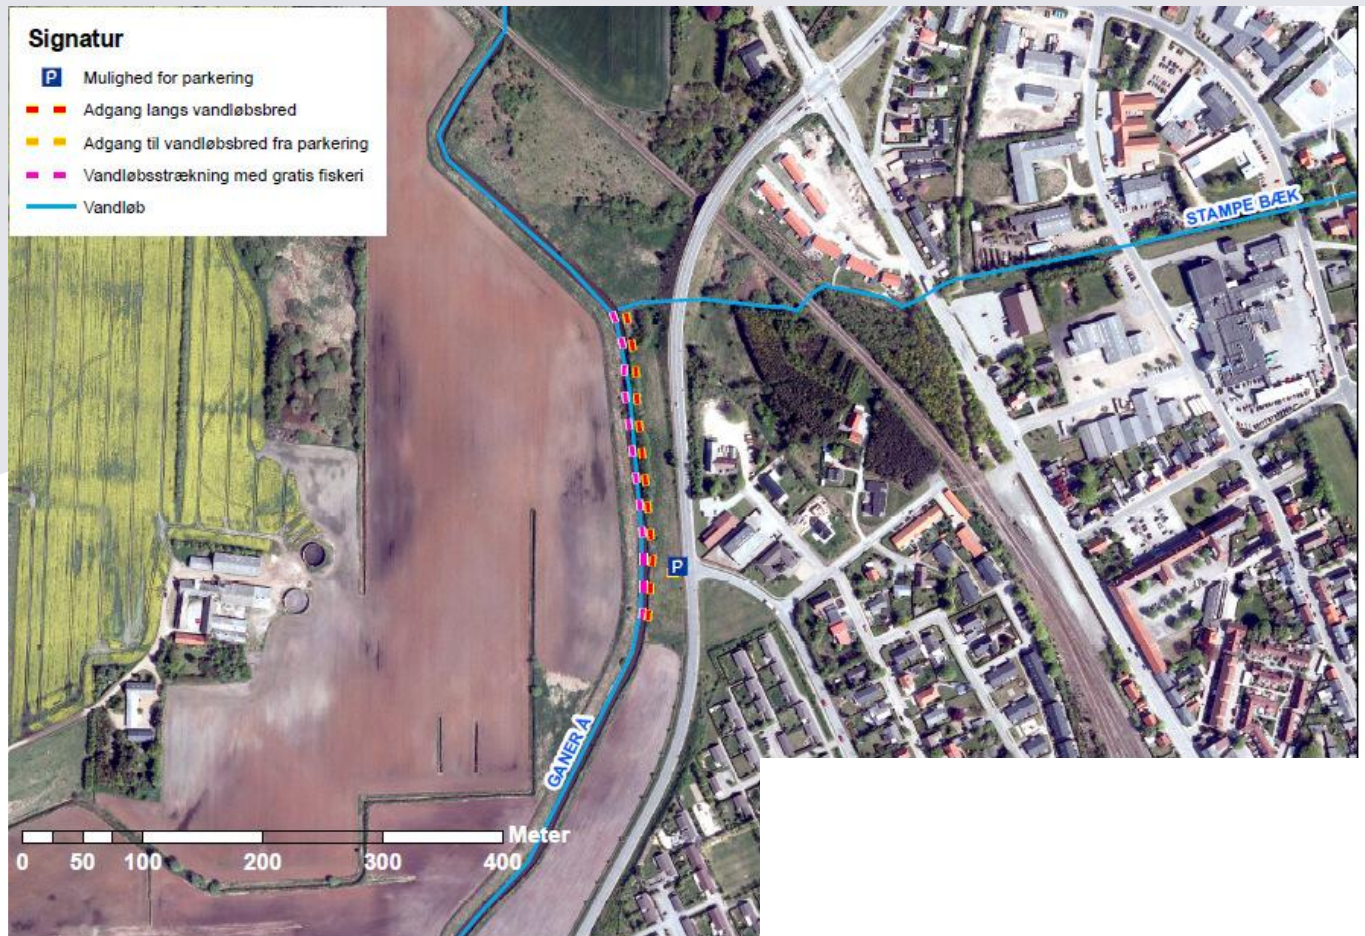 Signatur
P Mulighed for parkering
Adgang langs vandløbsbred
Adgang til vandløbsbred fra parkering
Vandløbsstrækning med gratis fiskeri
Vandløb
STAMPE BÆK
P
GANER Å
Meter
0 50 100 200 300 400